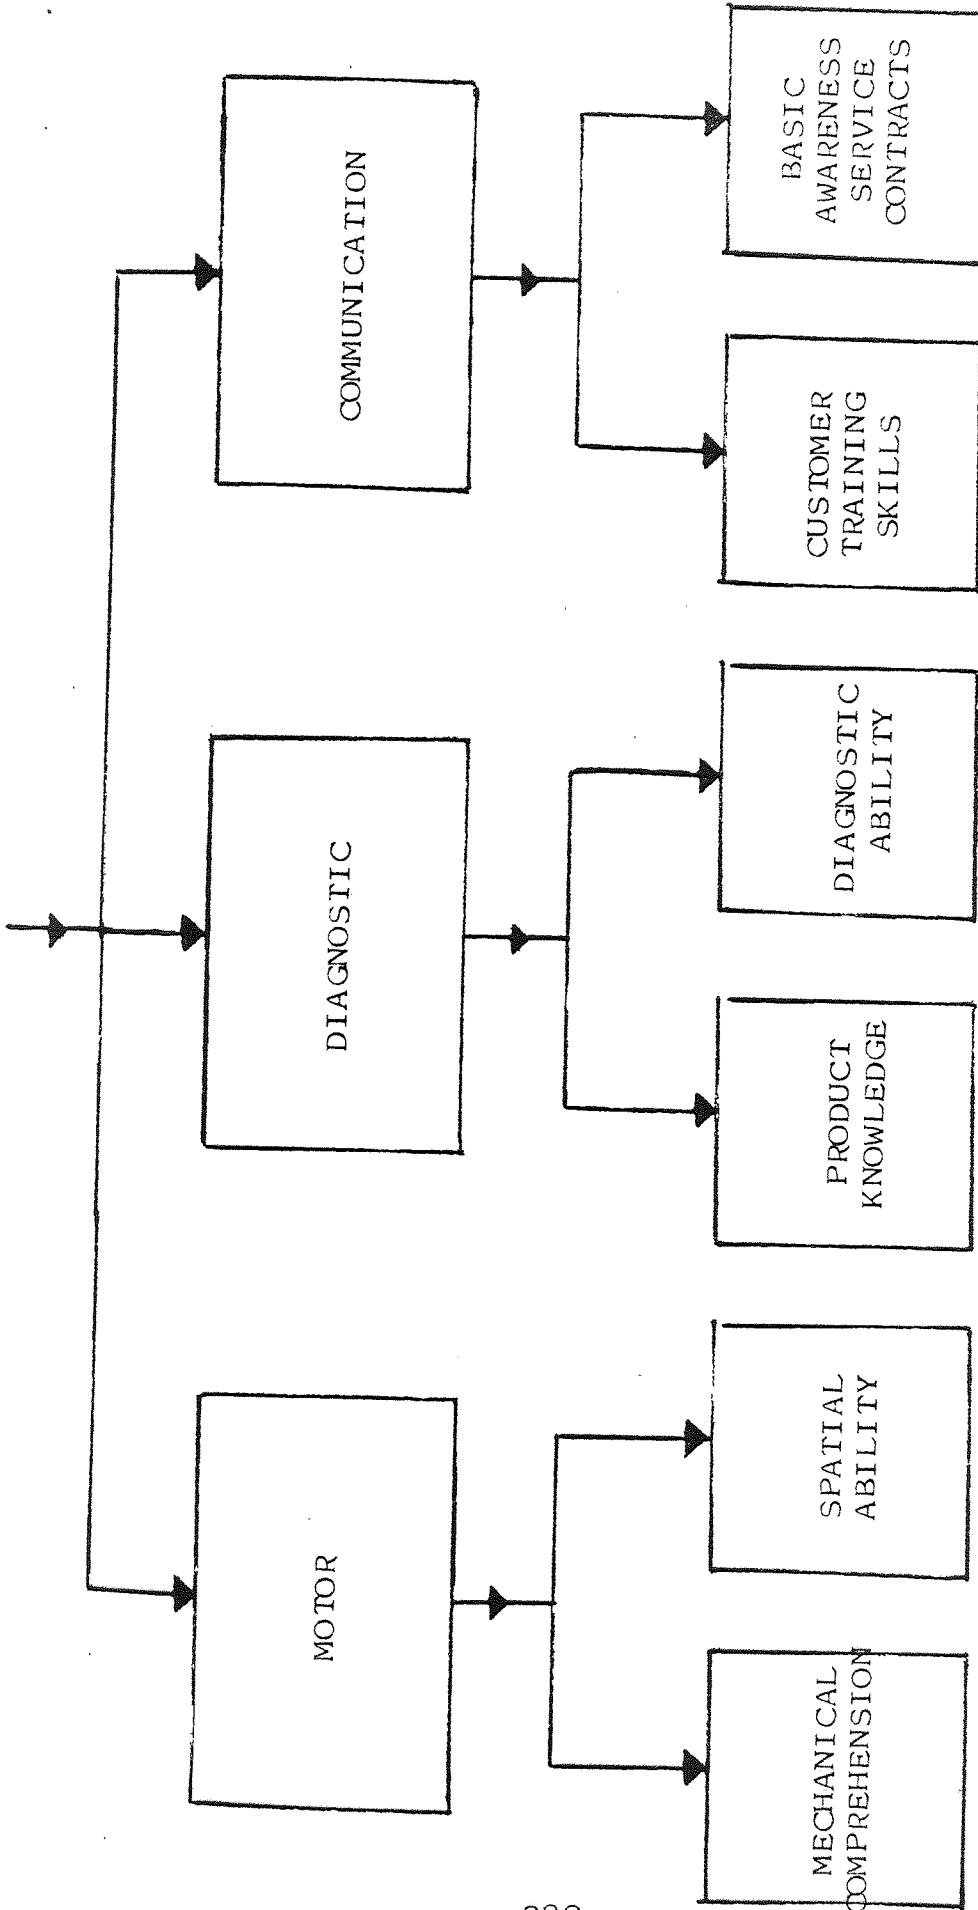 MOTOR
DIAGNOSTIC
COMMUNICATION
MECHANICAL
COMPREHENSION
SPATIAL
ABILITY
PRODUCT
KNOWLEDGE
DIAGNOSTIC
ABILITY
CUSTOMER
TRAINING
SKILLS
BASIC
AWARENESS
SERVICE
CONTRACTS